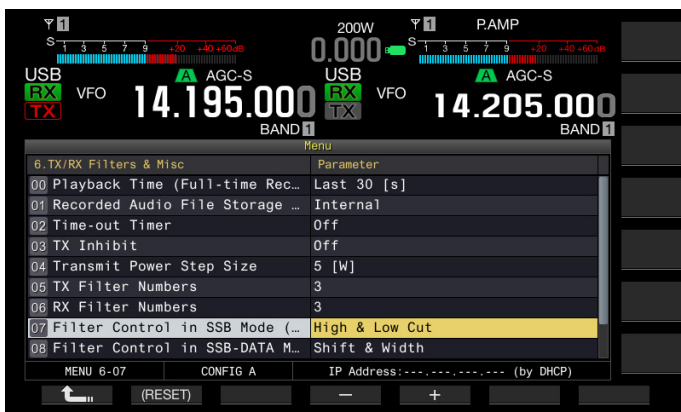 1 200W 1 P.AMP
S 1 3 5 7 9 +20 +40 +60dB 0.000 S 1 3 5 7 9 +20 +40 +60dB
USB A AGC-S USB A AGC-S
RX VFO 14.195.000 RX VFO 14.205.000
TX TX
BAND 1 BAND 1
Menu
6.TX/RX Filters & Misc Parameter
00 Playback Time (Full-time Rec… Last 30 [s]
01 Recorded Audio File Storage … Internal
02 Time-out Timer Off
03 TX Inhibit Off
04 Transmit Power Step Size 5 [W]
05 TX Filter Numbers 3
06 RX Filter Numbers 3
07 Filter Control in SSB Mode (… High & Low Cut
08 Filter Control in SSB-DATA M… Shift & Width
MENU 6-07 CONFIG A IP Address:---.---.---.--- (by DHCP)
(RESET) − +